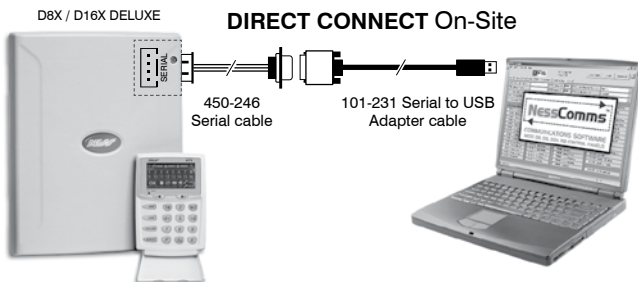 D8X / D16X DELUXE
DIRECT CONNECT On-Site
SERIAL
450-246
Serial cable
101-231 Serial to USB
Adapter cable
NESS
NessComms
COMMUNICATIONS SOFTWARE